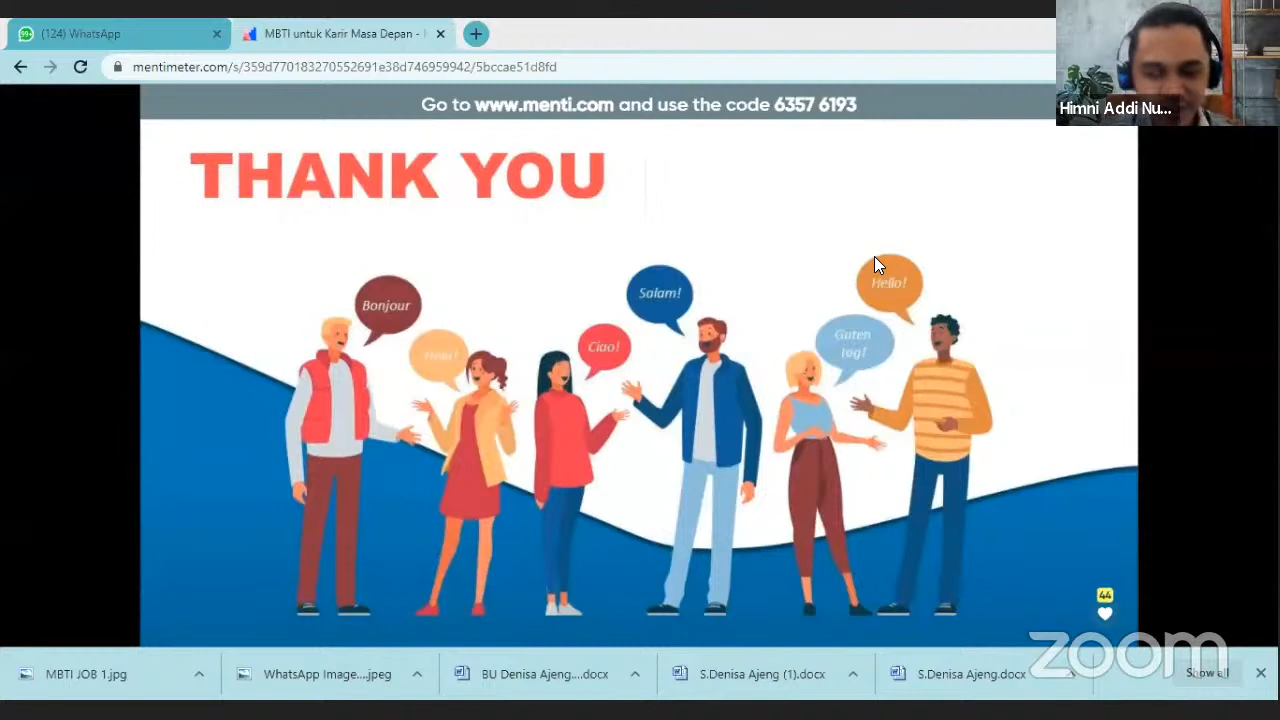 (124) WhatsApp
MBTI untuk Karir Masa Depan -
mentimeter.com/s/359d770183270552691e38d746959942/5bccae51d8fd
Himni Addi Nu...
Go to www.menti.com and use the code 6357 6193
THANK YOU
Hello!
Salam!
Bonjour
Guten
tag!
Ciao!
44
zoom
MBTI JOB 1.jpg
WhatsApp Image....jpeg
BU Denisa Ajeng....docx
S.Denisa Ajeng (1).docx
S.Denisa Ajeng.docx
Show all